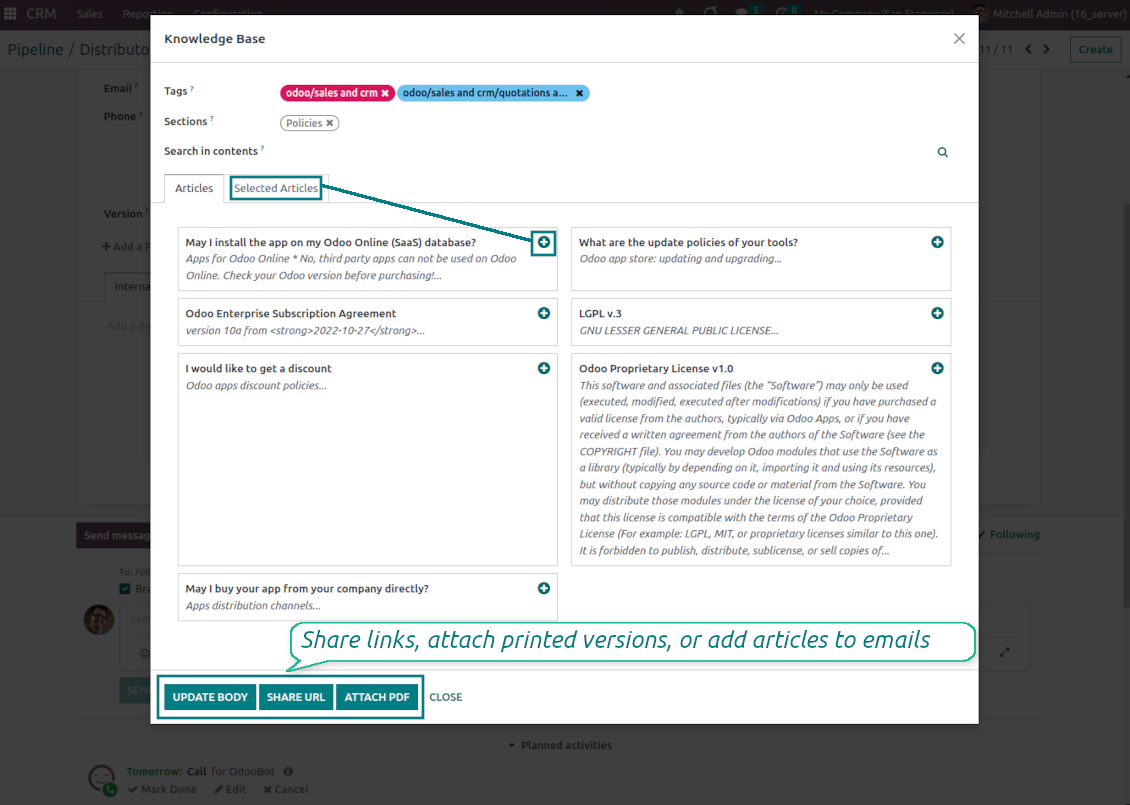 CRM Sales Reporting Configuration 5 8 My Company (San Francisco) Mitchell Admin (16_server)
Pipeline / Distributo 11 / 11 Create
Knowledge Base
Email ?
Phone ?
Tags ? odoo/sales and crm odoo/sales and crm/quotations a...
Sections ? Policies
Search in contents ?
Articles Selected Articles
Version ?
Add a P
Interna
Add a de
May I install the app on my Odoo Online (SaaS) database?
Apps for Odoo Online * No, third party apps can not be used on Odoo
Online. Check your Odoo version before purchasing!...
What are the update policies of your tools?
Odoo app store: updating and upgrading...
Odoo Enterprise Subscription Agreement
version 10a from <strong>2022-10-27</strong>...
LGPL v.3
GNU LESSER GENERAL PUBLIC LICENSE...
I would like to get a discount
Odoo apps discount policies...
Odoo Proprietary License v1.0
This software and associated files (the "Software") may only be used
(executed, modified, executed after modifications) if you have purchased a
valid license from the authors, typically via Odoo Apps, or if you have
received a written agreement from the authors of the Software (see the
COPYRIGHT file). You may develop Odoo modules that use the Software as
a library (typically by depending on it, importing it and using its resources),
but without copying any source code or material from the Software. You
may distribute those modules under the license of your choice, provided
that this license is compatible with the terms of the Odoo Proprietary
License (For example: LGPL, MIT, or proprietary licenses similar to this one).
It is forbidden to publish, distribute, sublicense, or sell copies of...
May I buy your app from your company directly?
Apps distribution channels...
Send messag
Following
To: Foll
Bra
Sen
SEN
Share links, attach printed versions, or add articles to emails
UPDATE BODY SHARE URL ATTACH PDF CLOSE
Planned activities
Tomorrow: Call for OdooBot
Mark Done Edit Cancel